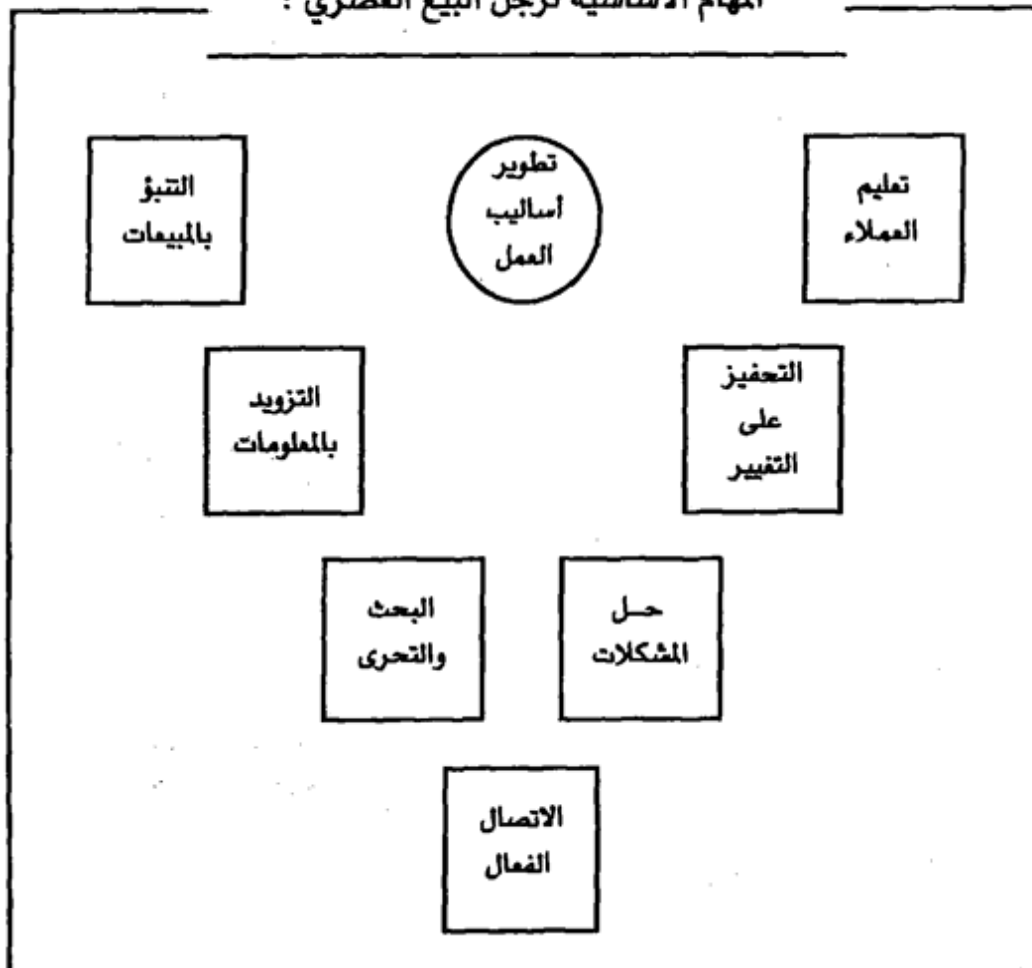 المهام الأساسية لرجل البيع العصري :
تعليم
العملاء
تطوير
أساليب
العمل
التنبؤ
بالمبيعات
التحفيز
على
التغيير
التزويد
بالمعلومات
حــل
المشكلات
البحث
والتحرى
الاتصال
الفعال